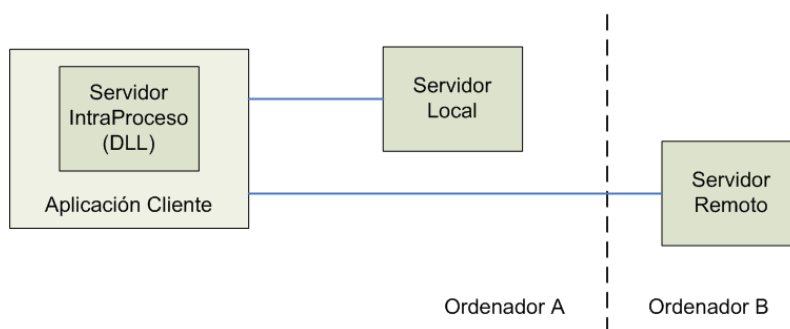 Servidor
IntraProceso
(DLL)
Aplicación Cliente
Servidor
Local
Servidor
Remoto
Ordenador A
Ordenador B